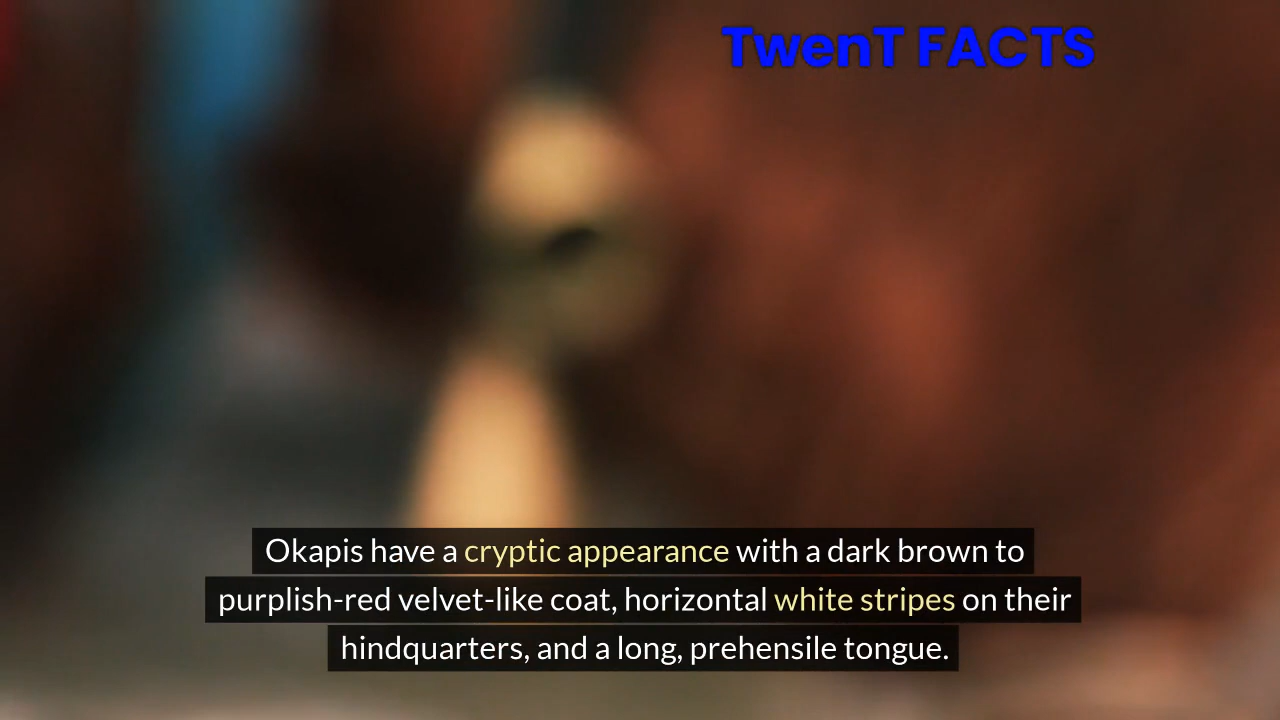 TwenT FACTS
Okapis have a cryptic appearance with a dark brown to
purplish-red velvet-like coat, horizontal white stripes on their
hindquarters, and a long, prehensile tongue.